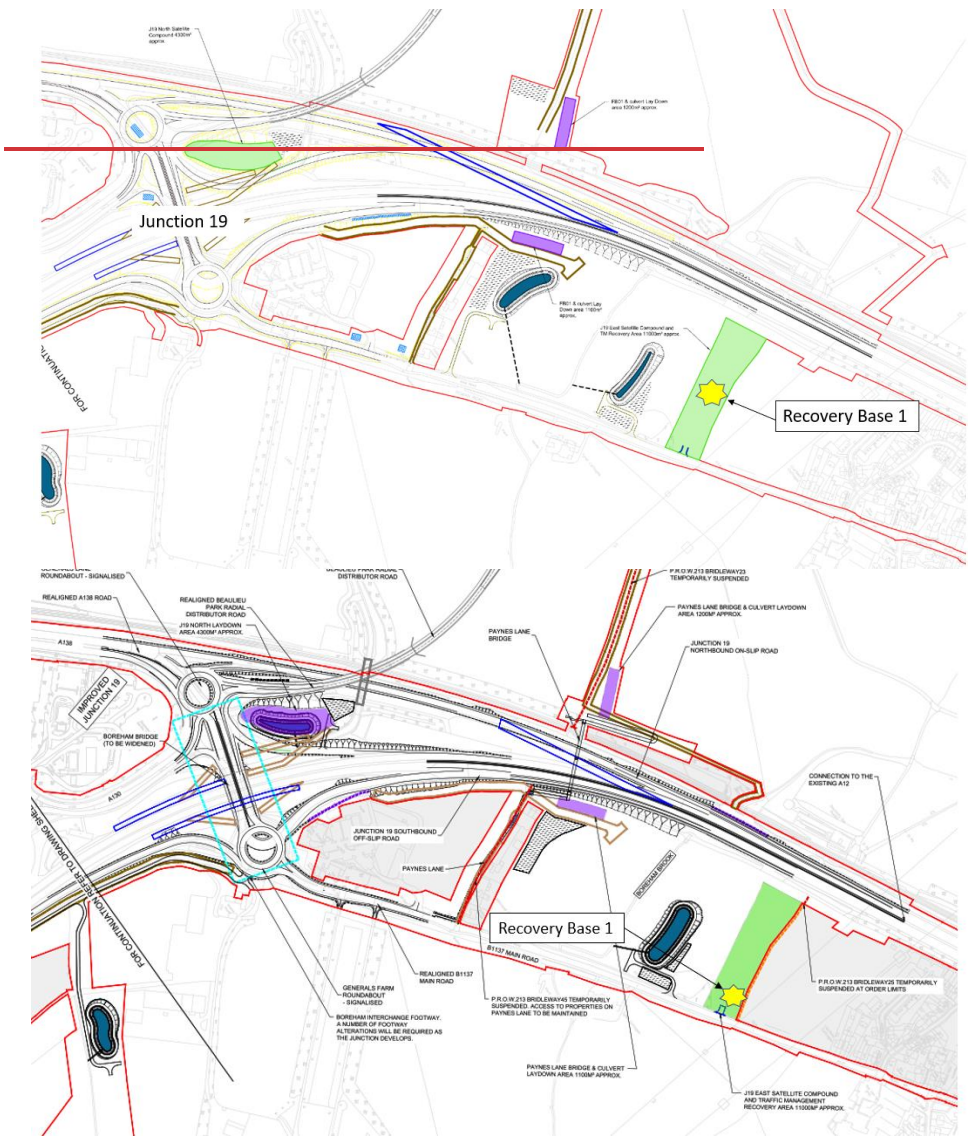 J19 North Satellite
Compound 4300m²
approx.
RB01 & culvert Lay Down
area 1200m² approx.
Junction 19
RB01 & culvert Lay
Down area 1100m²
approx.
J19 East Satellite Compound and
TM Recovery Area 11000m² approx.
Recovery Base 1
FOR CONTINUATION
ROUNDABOUT - SIGNALISED
REALIGNED A138 ROAD
REALIGNED BEAULIEU
PARK RADIAL
DISTRIBUTOR ROAD
J19 NORTH LAYDOWN
AREA 4300M² APPROX.
BEAULIEU PARK RADIAL
DISTRIBUTOR ROAD
P.R.O.W.213 BRIDLEWAY23
TEMPORARILY SUSPENDED
PAYNES LANE
BRIDGE
PAYNES LANE BRIDGE & CULVERT LAYDOWN
AREA 1200M² APPROX.
JUNCTION 19
NORTHBOUND ON-SLIP ROAD
A138
IMPROVED
JUNCTION 19
BOREHAM BRIDGE
(TO BE WIDENED)
A130
CONNECTION TO THE
EXISTING A12
JUNCTION 19 SOUTHBOUND
OFF-SLIP ROAD
PAYNES LANE
BOREHAM BROOK
Recovery Base 1
B1137 MAIN ROAD
FOR CONTINUATION REFER TO DRAWING
GENERALS FARM
ROUNDABOUT
- SIGNALISED
REALIGNED B1137
MAIN ROAD
BOREHAM INTERCHANGE FOOTWAY.
A NUMBER OF FOOTWAY
ALTERATIONS WILL BE REQUIRED AS
THE JUNCTION DEVELOPS.
P.R.O.W.213 BRIDLEWAY45 TEMPORARILY
SUSPENDED. ACCESS TO PROPERTIES ON
PAYNES LANE TO BE MAINTAINED
P.R.O.W.213 BRIDLEWAY25 TEMPORARILY
SUSPENDED AT ORDER LIMITS
PAYNES LANE BRIDGE & CULVERT
LAYDOWN AREA 1100M² APPROX.
J19 EAST SATELLITE COMPOUND
AND TRAFFIC MANAGEMENT
RECOVERY AREA 11000M² APPROX.